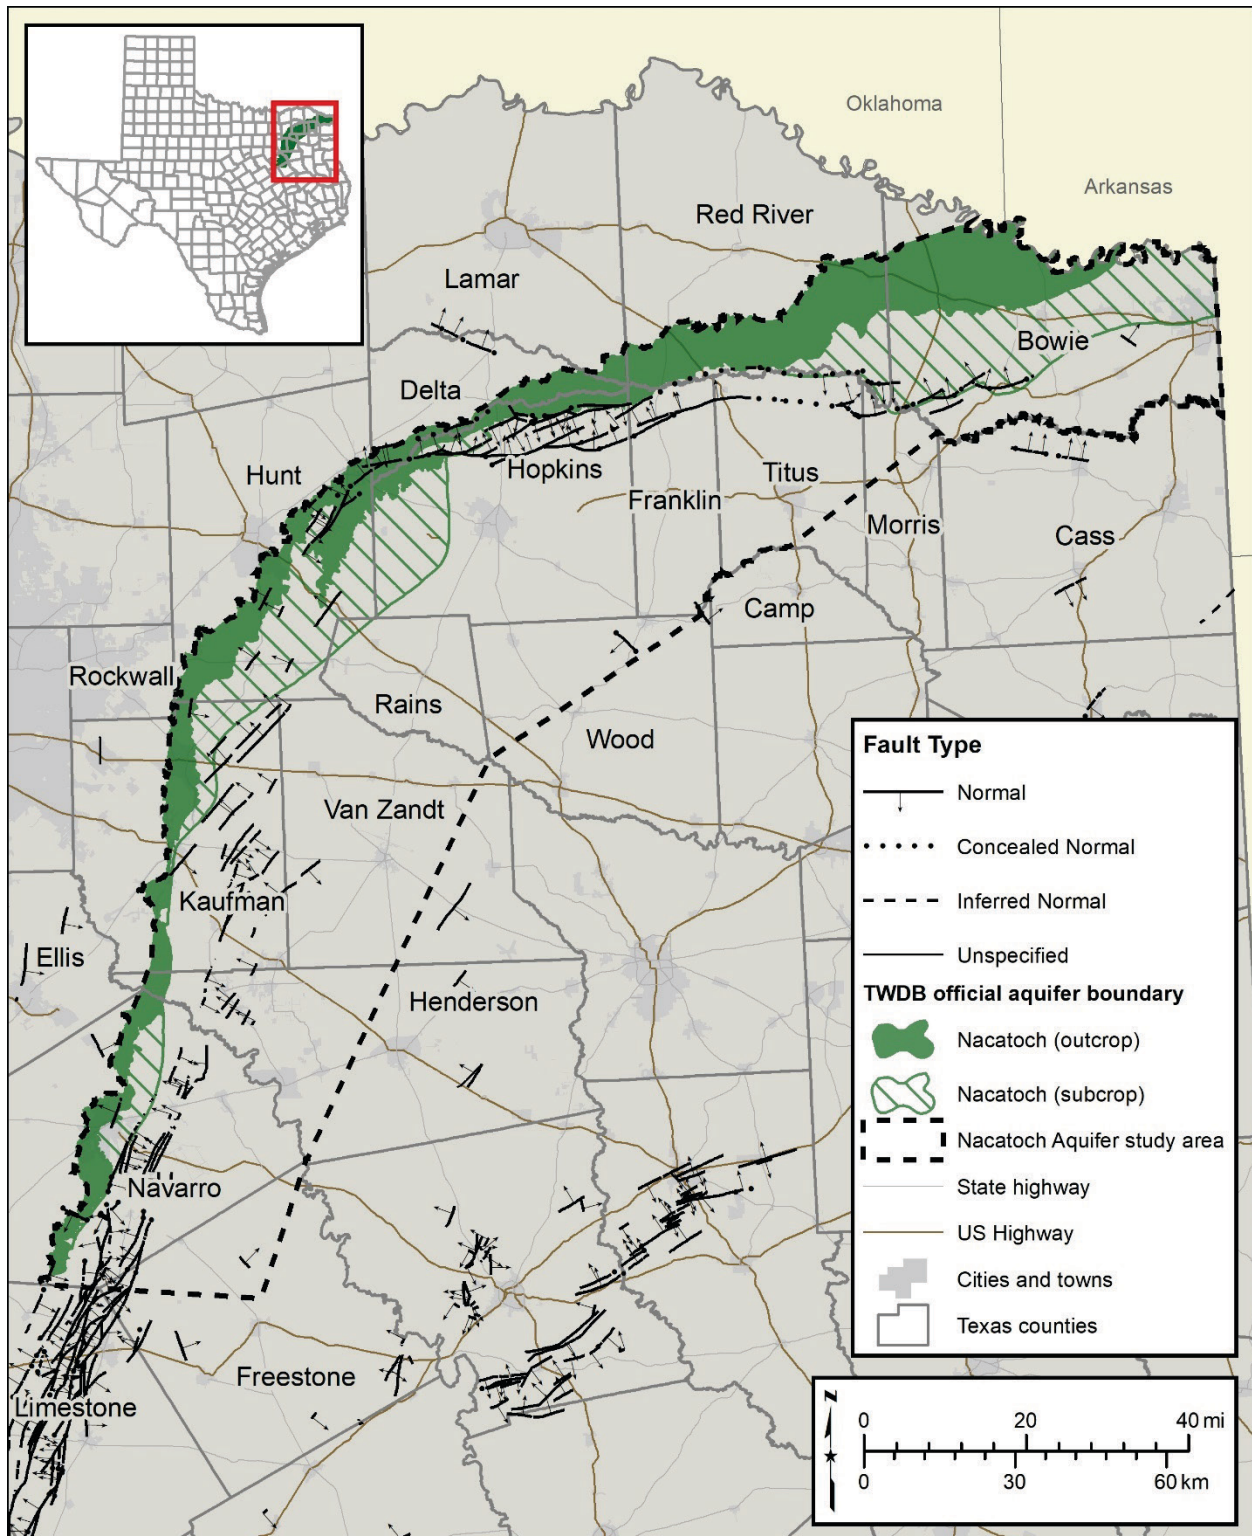 Oklahoma
Arkansas
Red River
Lamar
Bowie
Delta
Hunt
Hopkins
Titus
Franklin
Morris
Cass
Camp
Rockwall
Rains
Wood
Van Zandt
Kaufman
Ellis
Henderson
Navarro
Freestone
Limestone
Fault Type
Normal
Concealed Normal
Inferred Normal
Unspecified
TWDB official aquifer boundary
Nacatoch (outcrop)
Nacatoch (subcrop)
Nacatoch Aquifer study area
State highway
US Highway
Cities and towns
Texas counties
N
0 20 40 mi
0 30 60 km